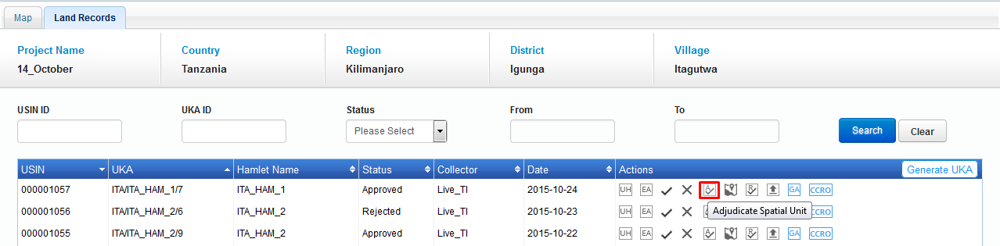 Map Land Records
Project Name Country Region District Village
14_October Tanzania Kilimanjaro Igunga Itagutwa
USIN ID UKA ID Status From To
Please Select Search Clear
USIN UKA Hamlet Name Status Collector Date Actions Generate UKA
000001057 ITA/ITA_HAM_1/7 ITA_HAM_1 Approved Live_TI 2015-10-24 UH EA A R GA CCRO
Adjudicate Spatial Unit
000001056 ITA/ITA_HAM_2/6 ITA_HAM_2 Rejected Live_TI 2015-10-23 UH EA CCRO
000001055 ITA/ITA_HAM_2/9 ITA_HAM_2 Approved Live_TI 2015-10-22 UH EA A R GA CCRO